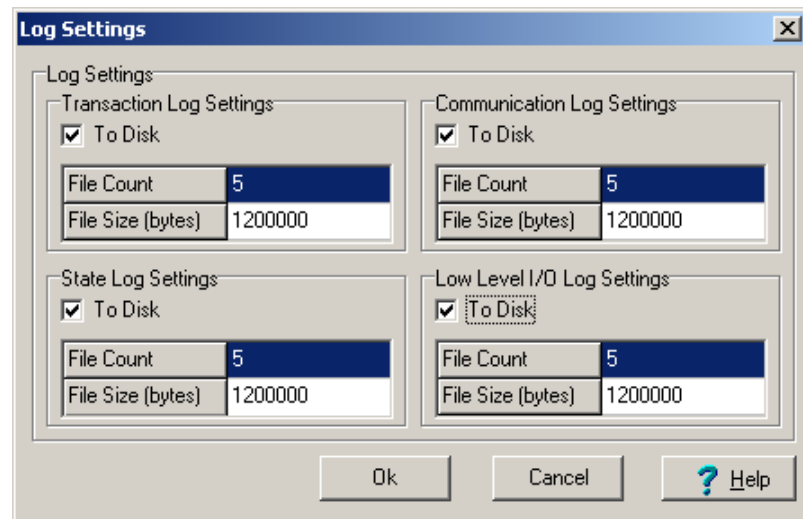 Log Settings
Log Settings
Transaction Log Settings
To Disk
File Count 5
File Size (bytes) 1200000
Communication Log Settings
To Disk
File Count 5
File Size (bytes) 1200000
State Log Settings
To Disk
File Count 5
File Size (bytes) 1200000
Low Level I/O Log Settings
To Disk
File Count 5
File Size (bytes) 1200000
Ok Cancel ? Help